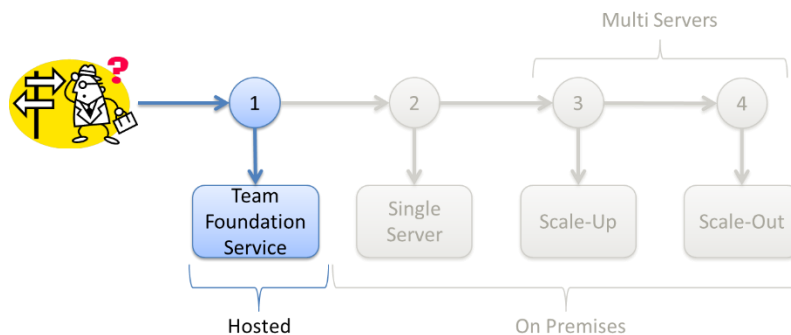 Multi Servers
?
1
2
3
4
Team
Foundation
Service
Single
Server
Scale-Up
Scale-Out
Hosted
On Premises